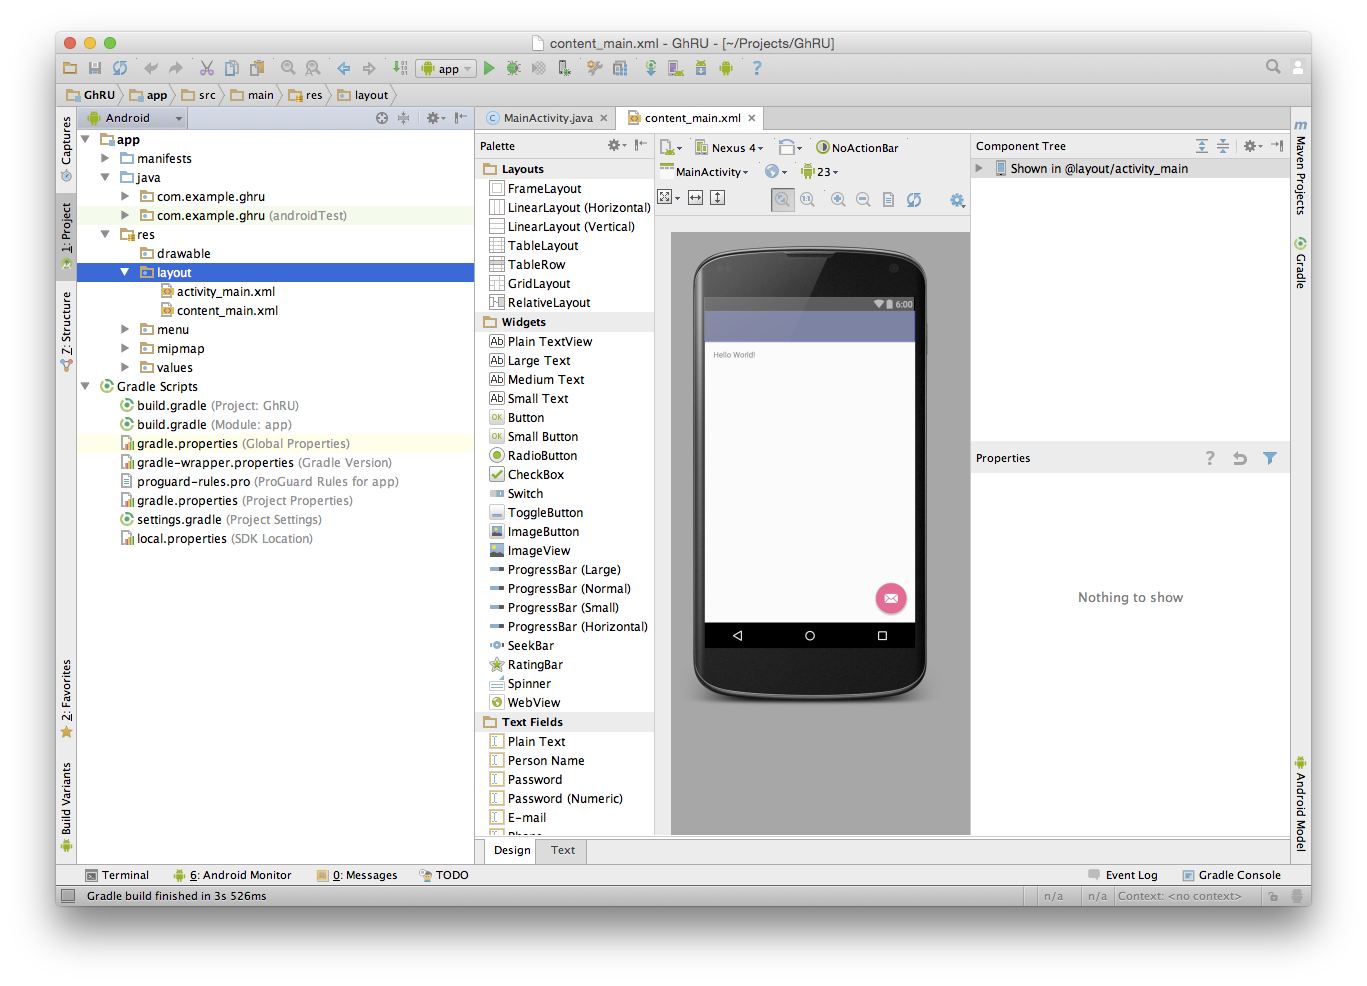 content_main.xml - GhRU - [~/Projects/GhRU]
app
GhRU app src main res layout
Captures
1: Project
7: Structure
2: Favorites
Build Variants
Android
app
manifests
java
com.example.ghru
com.example.ghru (androidTest)
res
drawable
layout
activity_main.xml
content_main.xml
menu
mipmap
values
Gradle Scripts
build.gradle (Project: GhRU)
build.gradle (Module: app)
gradle.properties (Global Properties)
gradle-wrapper.properties (Gradle Version)
proguard-rules.pro (ProGuard Rules for app)
gradle.properties (Project Properties)
settings.gradle (Project Settings)
local.properties (SDK Location)
MainActivity.java content_main.xml
Palette
Layouts
FrameLayout
LinearLayout (Horizontal)
LinearLayout (Vertical)
TableLayout
TableRow
GridLayout
RelativeLayout
Widgets
Ab Plain TextView
Ab Large Text
Ab Medium Text
Ab Small Text
OK Button
OK Small Button
RadioButton
CheckBox
Switch
ToggleButton
ImageButton
ImageView
ProgressBar (Large)
ProgressBar (Normal)
ProgressBar (Small)
ProgressBar (Horizontal)
SeekBar
RatingBar
Spinner
WebView
Text Fields
Plain Text
Person Name
Password
Password (Numeric)
E-mail
Nexus 4 NoActionBar
MainActivity 23
1:1
6:00
Hello World!
Design Text
Component Tree
Shown in @layout/activity_main
Properties
Nothing to show
m Maven Projects
Gradle
Android Model
Terminal 6: Android Monitor 0: Messages TODO Event Log Gradle Console
Gradle build finished in 3s 526ms n/a n/a Context: <no context>